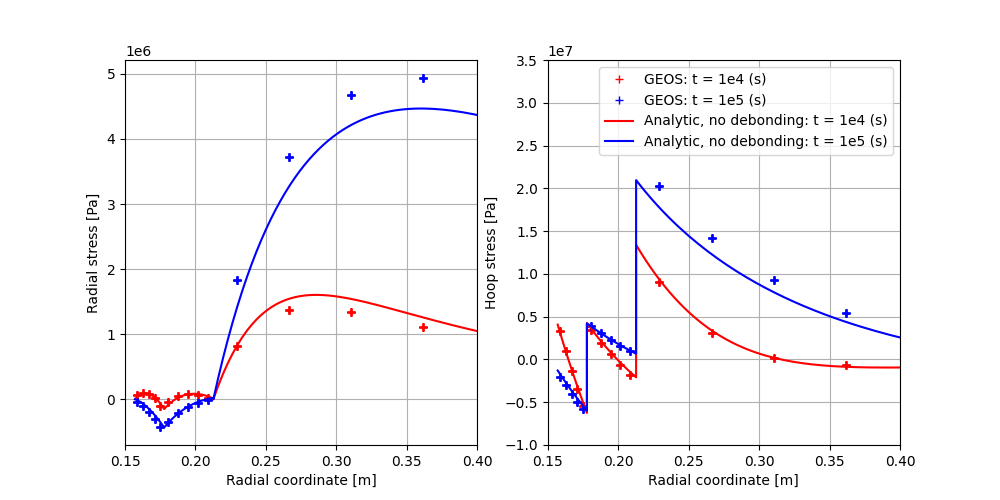 1e6
5
4
3
2
1
0
Radial stress [Pa]
0.15
0.20
0.25
0.30
0.35
0.40
Radial coordinate [m]
1e7
3.5
3.0
2.5
2.0
1.5
1.0
0.5
0.0
−0.5
−1.0
Hoop stress [Pa]
0.15
0.20
0.25
0.30
0.35
0.40
Radial coordinate [m]
GEOS: t = 1e4 (s)
GEOS: t = 1e5 (s)
Analytic, no debonding: t = 1e4 (s)
Analytic, no debonding: t = 1e5 (s)